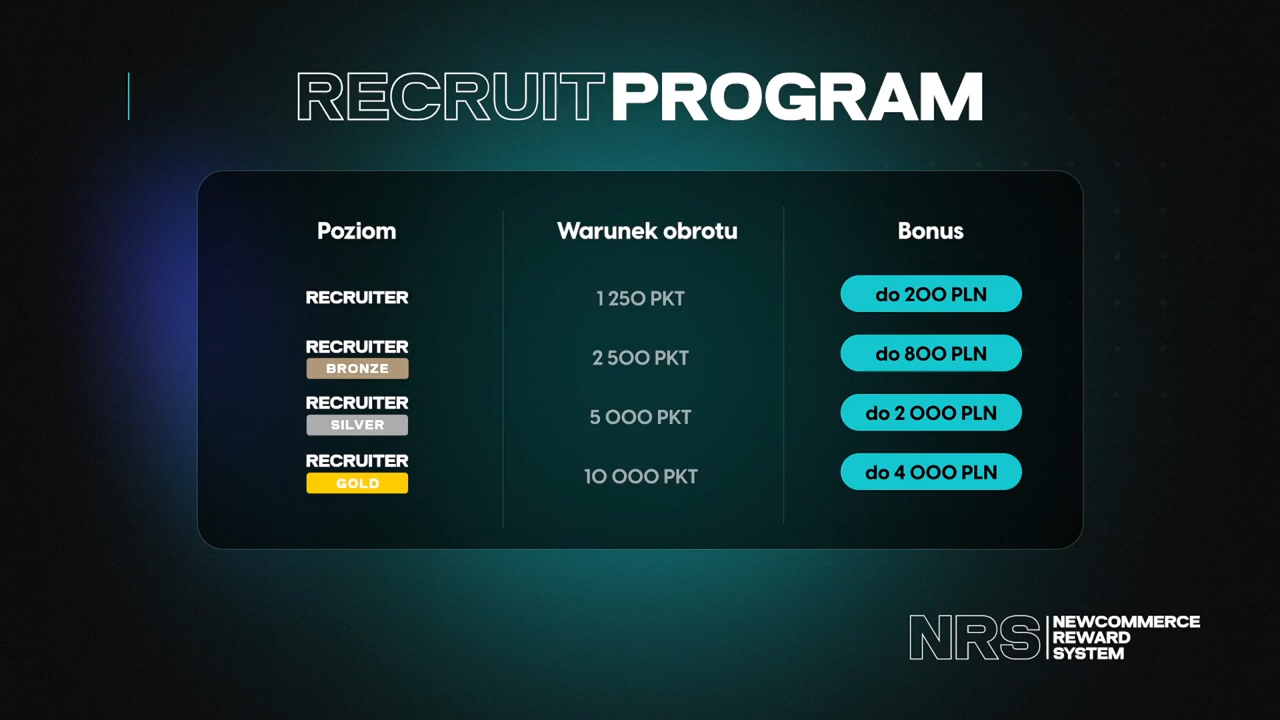 RECRUIT PROGRAM
Poziom Warunek obrotu Bonus
RECRUITER 1 250 PKT do 200 PLN
RECRUITER
BRONZE 2 500 PKT do 800 PLN
RECRUITER
SILVER 5 000 PKT do 2 000 PLN
RECRUITER
GOLD 10 000 PKT do 4 000 PLN
NRS
NEWCOMMERCE
REWARD
SYSTEM